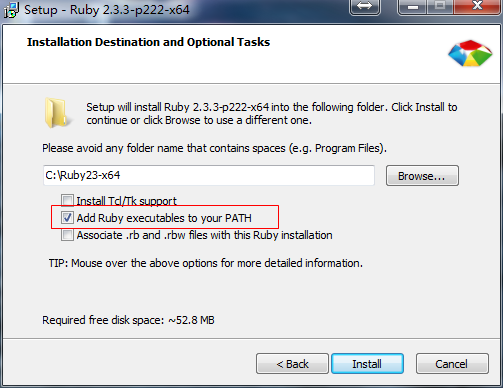 Setup - Ruby 2.3.3-p222-x64
Installation Destination and Optional Tasks
Setup will install Ruby 2.3.3-p222-x64 into the following folder. Click Install to
continue or click Browse to use a different one.
Please avoid any folder name that contains spaces (e.g. Program Files).
C:\Ruby23-x64
Browse...
Install Tcl/Tk support
Add Ruby executables to your PATH
Associate .rb and .rbw files with this Ruby installation
TIP: Mouse over the above options for more detailed information.
Required free disk space: ~52.8 MB
< Back
Install
Cancel